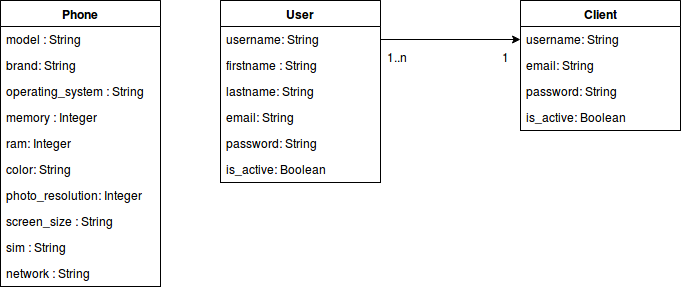 Phone
model : String
brand: String
operating_system : String
memory : Integer
ram: Integer
color: String
photo_resolution: Integer
screen_size : String
sim : String
network : String
User
username: String
firstname : String
lastname: String
email: String
password: String
is_active: Boolean
1..n
1
Client
username: String
email: String
password: String
is_active: Boolean